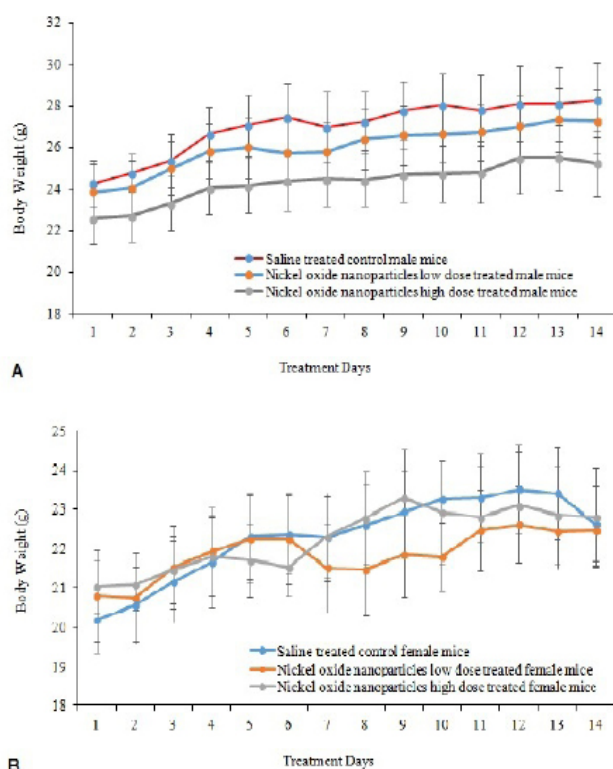 32
30
28
26
24
22
20
18
Body Weight (g)
Saline treated control male mice
Nickel oxide nanoparticles low dose treated male mice
Nickel oxide nanoparticles high dose treated male mice
1 2 3 4 5 6 7 8 9 10 11 12 13 14
A
Treatment Days
25
24
23
22
21
20
19
18
Body Waight (g)
Saline treated control female mice
Nickel oxide nanoparticles low dose treated female mice
Nickel oxide nanoparticles high dose treated female mice
1 2 3 4 5 6 7 8 9 10 11 12 13 14
B
Treatment Days